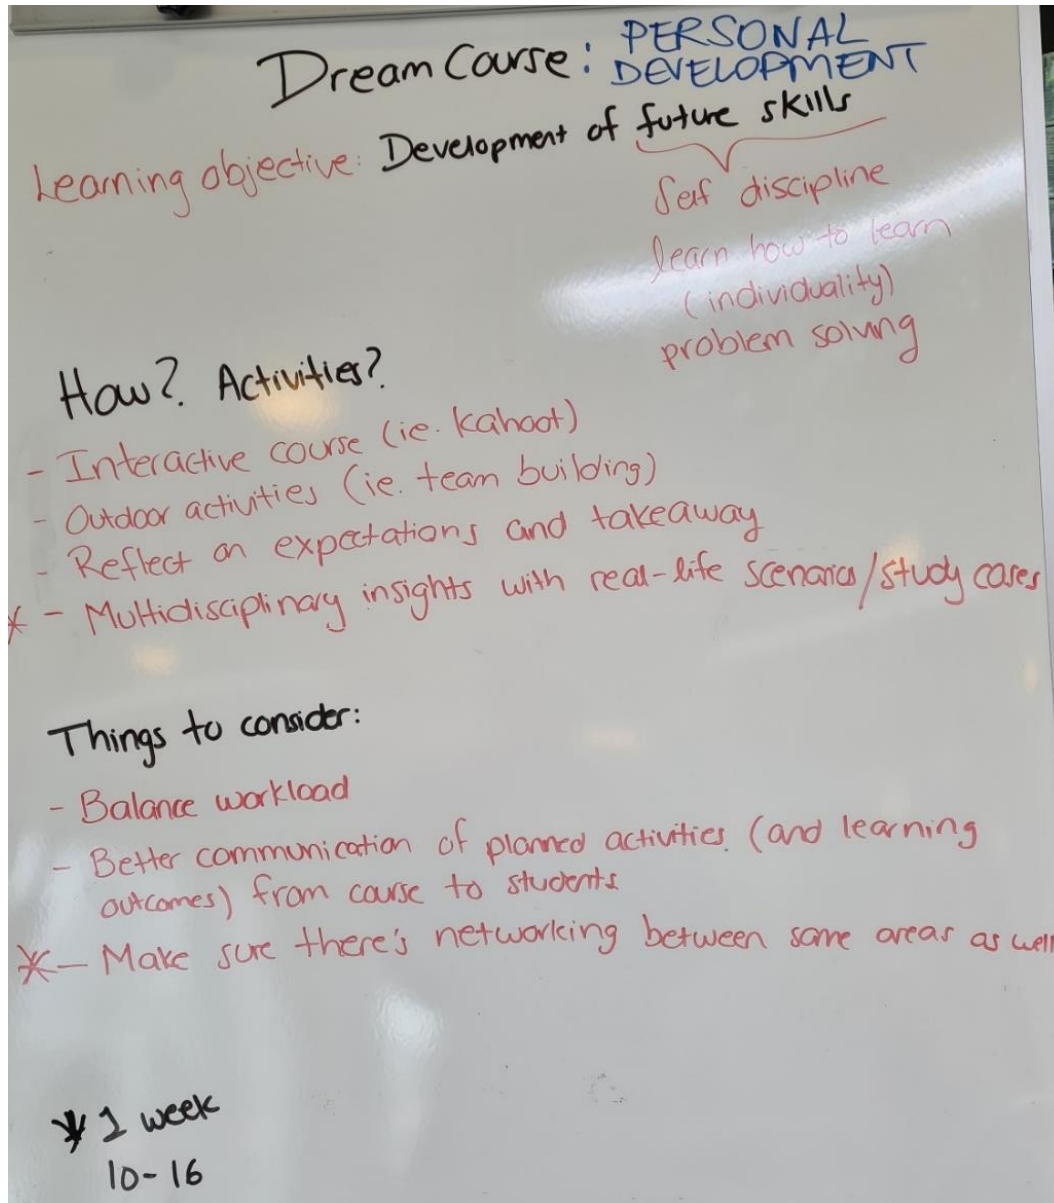 Dream Course: PERSONAL
DEVELOPMENT
Learning objective: Development of future skills
Self discipline
learn how to learn
(individuality)
problem solving
How? Activities?
- Interactive course (ie. kahoot)
- Outdoor activities (ie. team building)
- Reflect on expectations and takeaway
* - Multidisciplinary insights with real-life scenarios/study cases
Things to consider:
- Balance workload
- Better communication of planned activities (and learning
outcomes) from course to students
* - Make sure there's networking between same areas as well
* 1 week
10-16